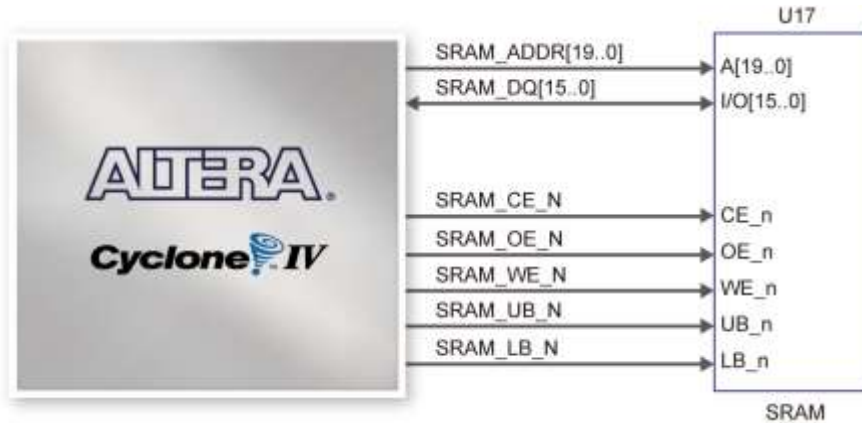 U17
SRAM_ADDR[19..0]
A[19..0]
SRAM_DQ[15..0]
I/O[15..0]
ALTERA®
Cyclone™ IV
SRAM_CE_N
CE_n
SRAM_OE_N
OE_n
SRAM_WE_N
WE_n
SRAM_UB_N
UB_n
SRAM_LB_N
LB_n
SRAM